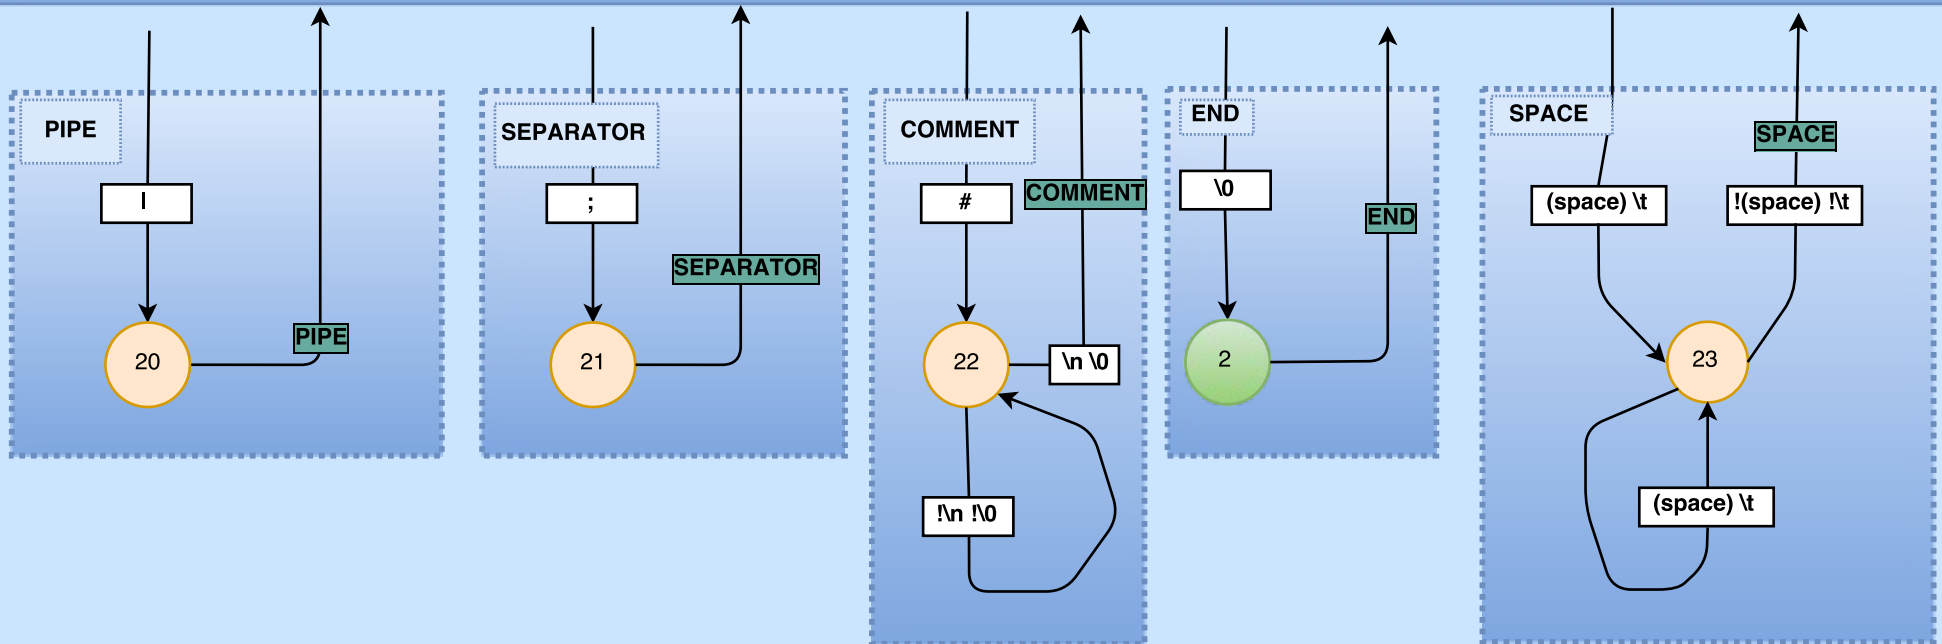 PIPE
|
PIPE
20
SEPARATOR
;
SEPARATOR
21
COMMENT
#
COMMENT
22
\n \0
!\n !\0
END
\0
END
2
SPACE
SPACE
(space) \t
!(space) !\t
23
(space) \t